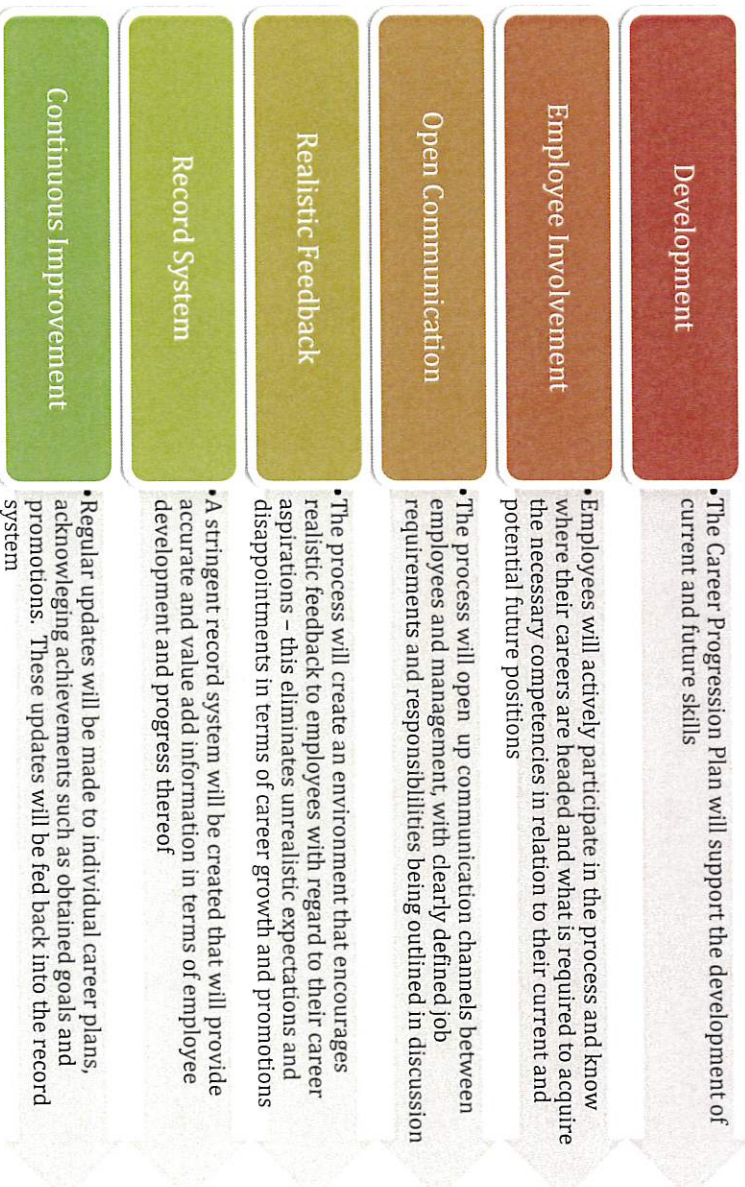 Development
•The Career Progression Plan will support the development of
current and future skills
Employee Involvement
•Employees will actively participate in the process and know
where their careers are headed and what is required to acquire
the necessary competencies in relation to their current and
potential future positions
Open Communication
•The process will open  up communication channels between
employees and management, with clearly defined job
requirements and responsiblilities being outlined in discussion
Realistic Feedback
•The process will create an environment that encourages
realistic feedback to employees with regard to their career
aspirations – this eliminates unrealistic expectations and
disappointments in terms of career growth and promotions
Record System
•A stringent record system will be created that will provide
accurate and value add information in terms of employee
development and progress thereof
Continuous Improvement
•Regular updates will be made to individual career plans,
acknowleging achievements such as obtained goals and
promotions.  These updates will be fed back into the record
system